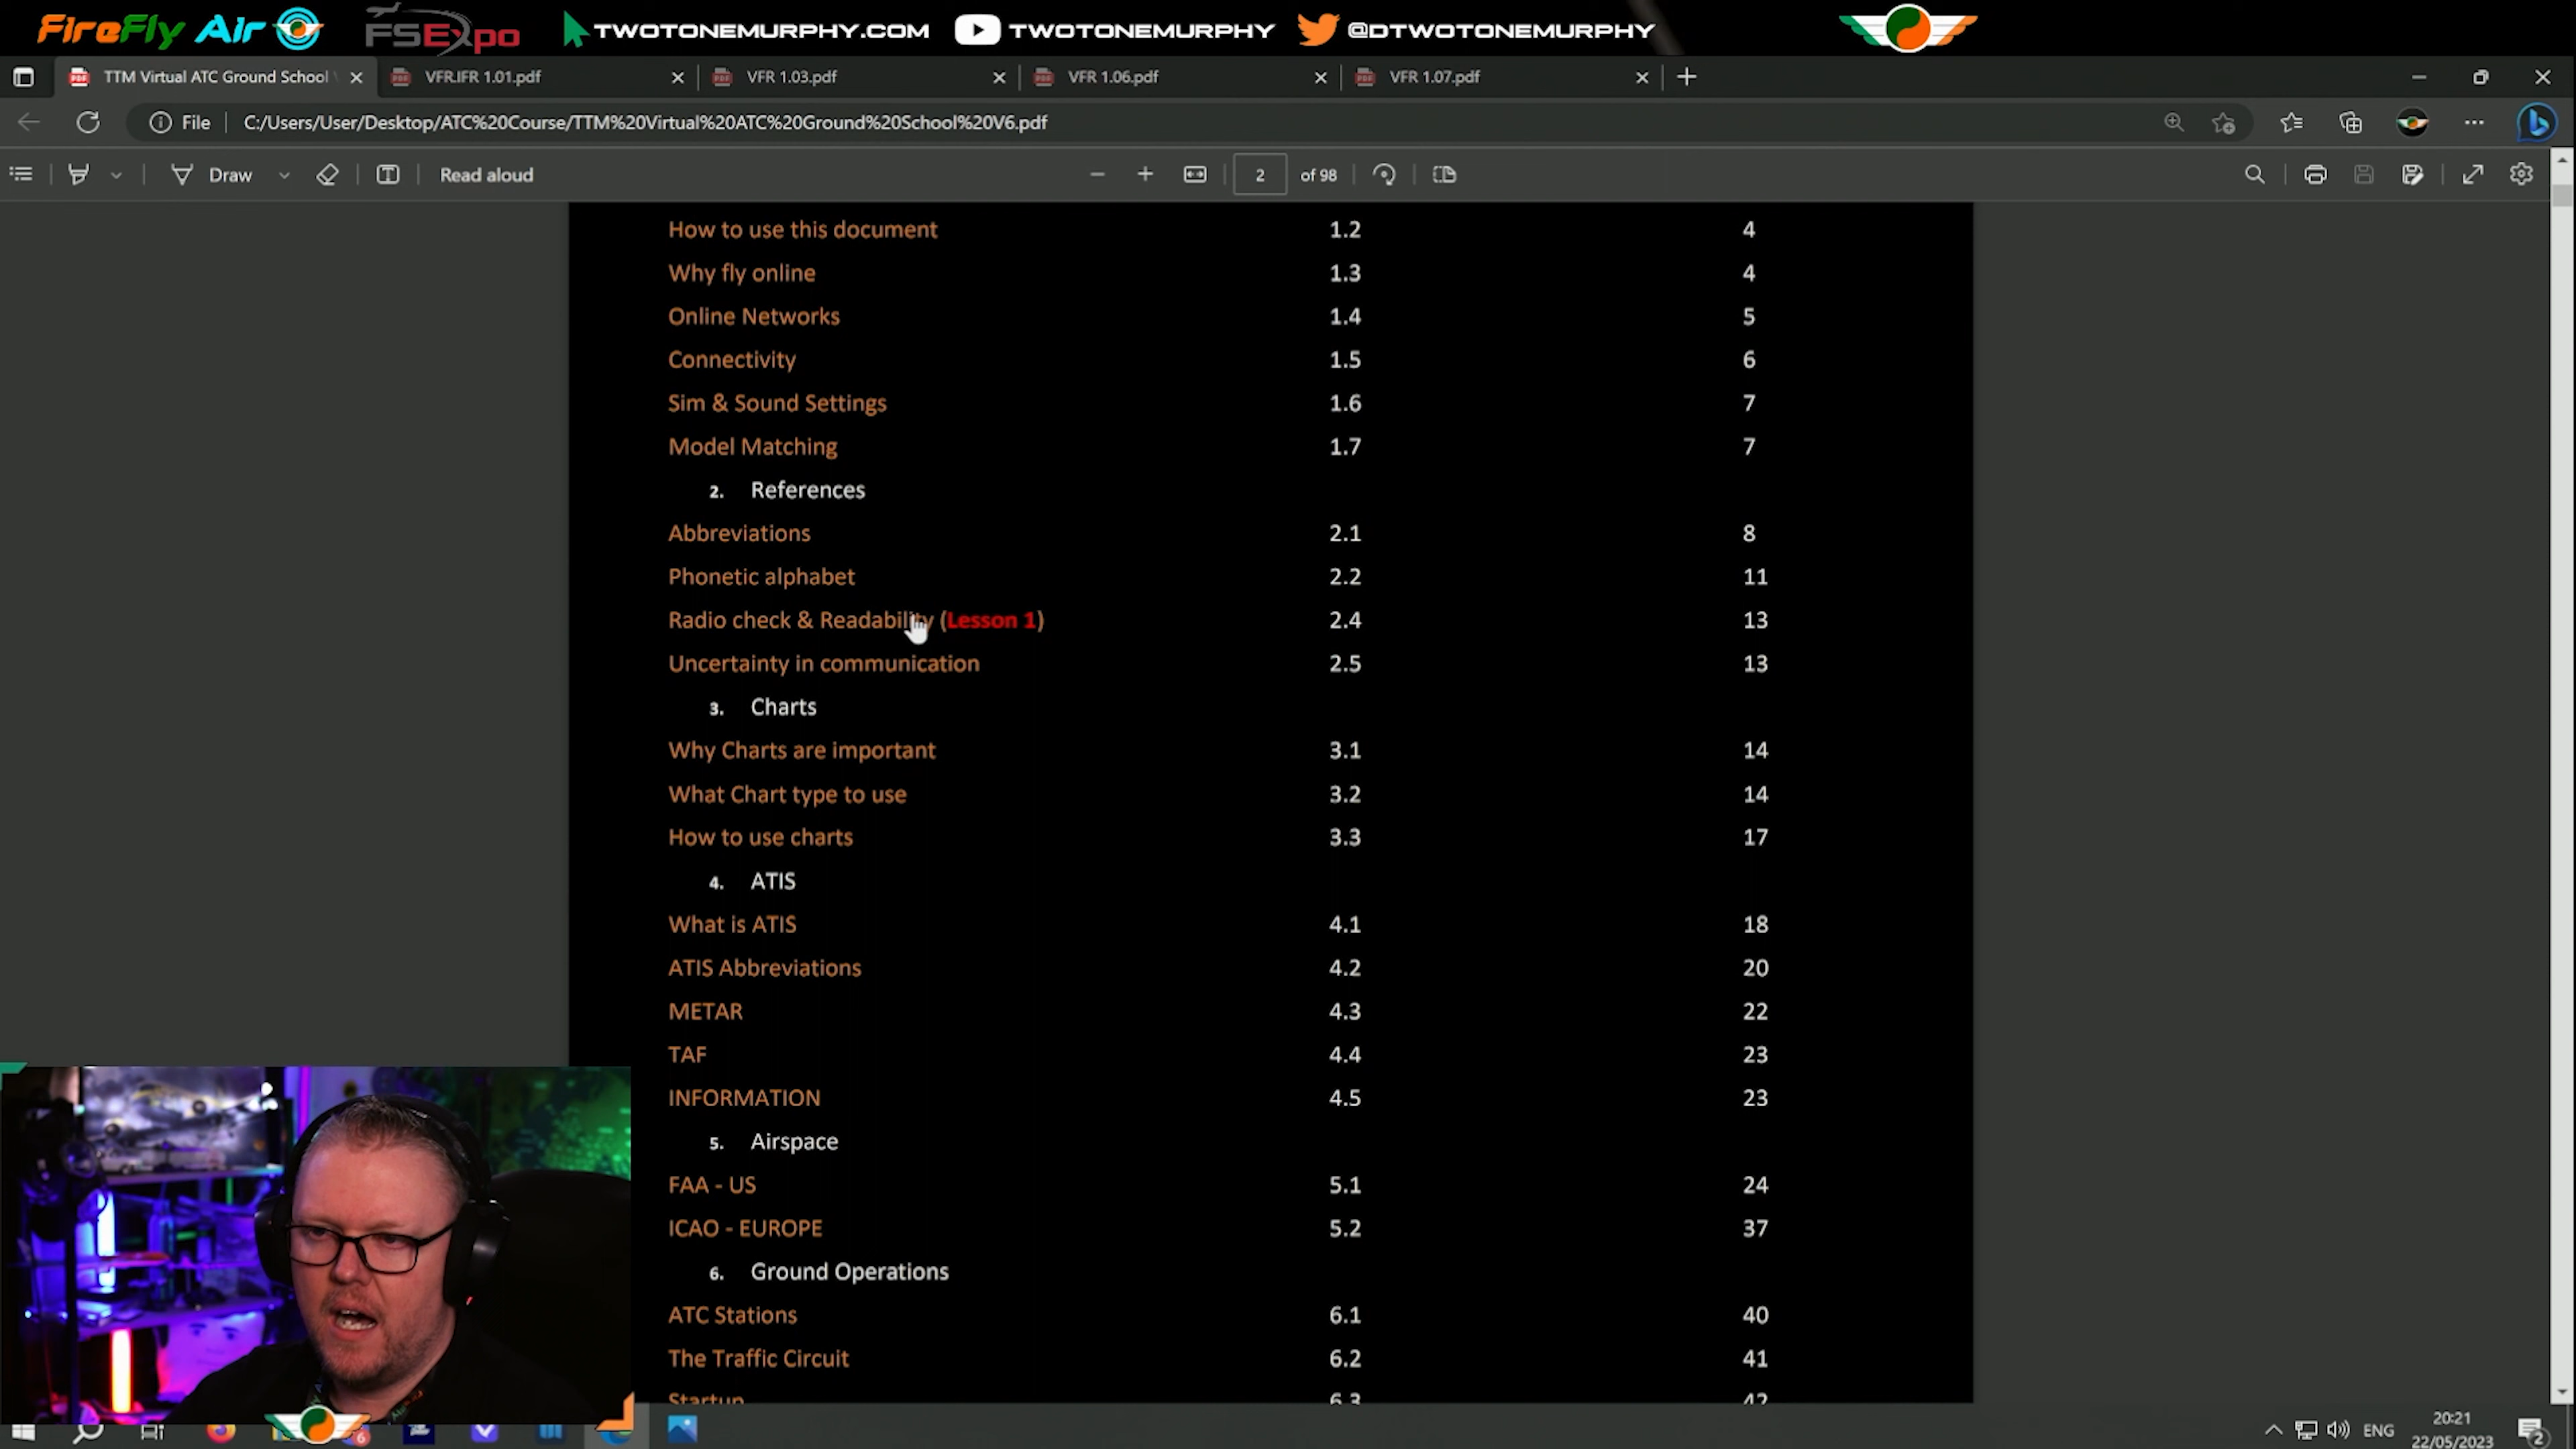 FireFly Air FSExpo TWOTONEMURPHY.COM TWOTONEMURPHY @DTWOTONEMURPHY
TTM Virtual ATC Ground School VFR.IFR 1.01.pdf VFR 1.03.pdf VFR 1.06.pdf VFR 1.07.pdf
File C:/Users/User/Desktop/ATC%20Course/TTM%20Virtual%20ATC%20Ground%20School%20V6.pdf
Draw Read aloud 2 of 98
How to use this document 1.2 4
Why fly online 1.3 4
Online Networks 1.4 5
Connectivity 1.5 6
Sim & Sound Settings 1.6 7
Model Matching 1.7 7
2. References
Abbreviations 2.1 8
Phonetic alphabet 2.2 11
Radio check & Readability (Lesson 1) 2.4 13
Uncertainty in communication 2.5 13
3. Charts
Why Charts are important 3.1 14
What Chart type to use 3.2 14
How to use charts 3.3 17
4. ATIS
What is ATIS 4.1 18
ATIS Abbreviations 4.2 20
METAR 4.3 22
TAF 4.4 23
INFORMATION 4.5 23
5. Airspace
FAA - US 5.1 24
ICAO - EUROPE 5.2 37
6. Ground Operations
ATC Stations 6.1 40
The Traffic Circuit 6.2 41
Startup 6.3 42
ENG 20:21
22/05/2023 2